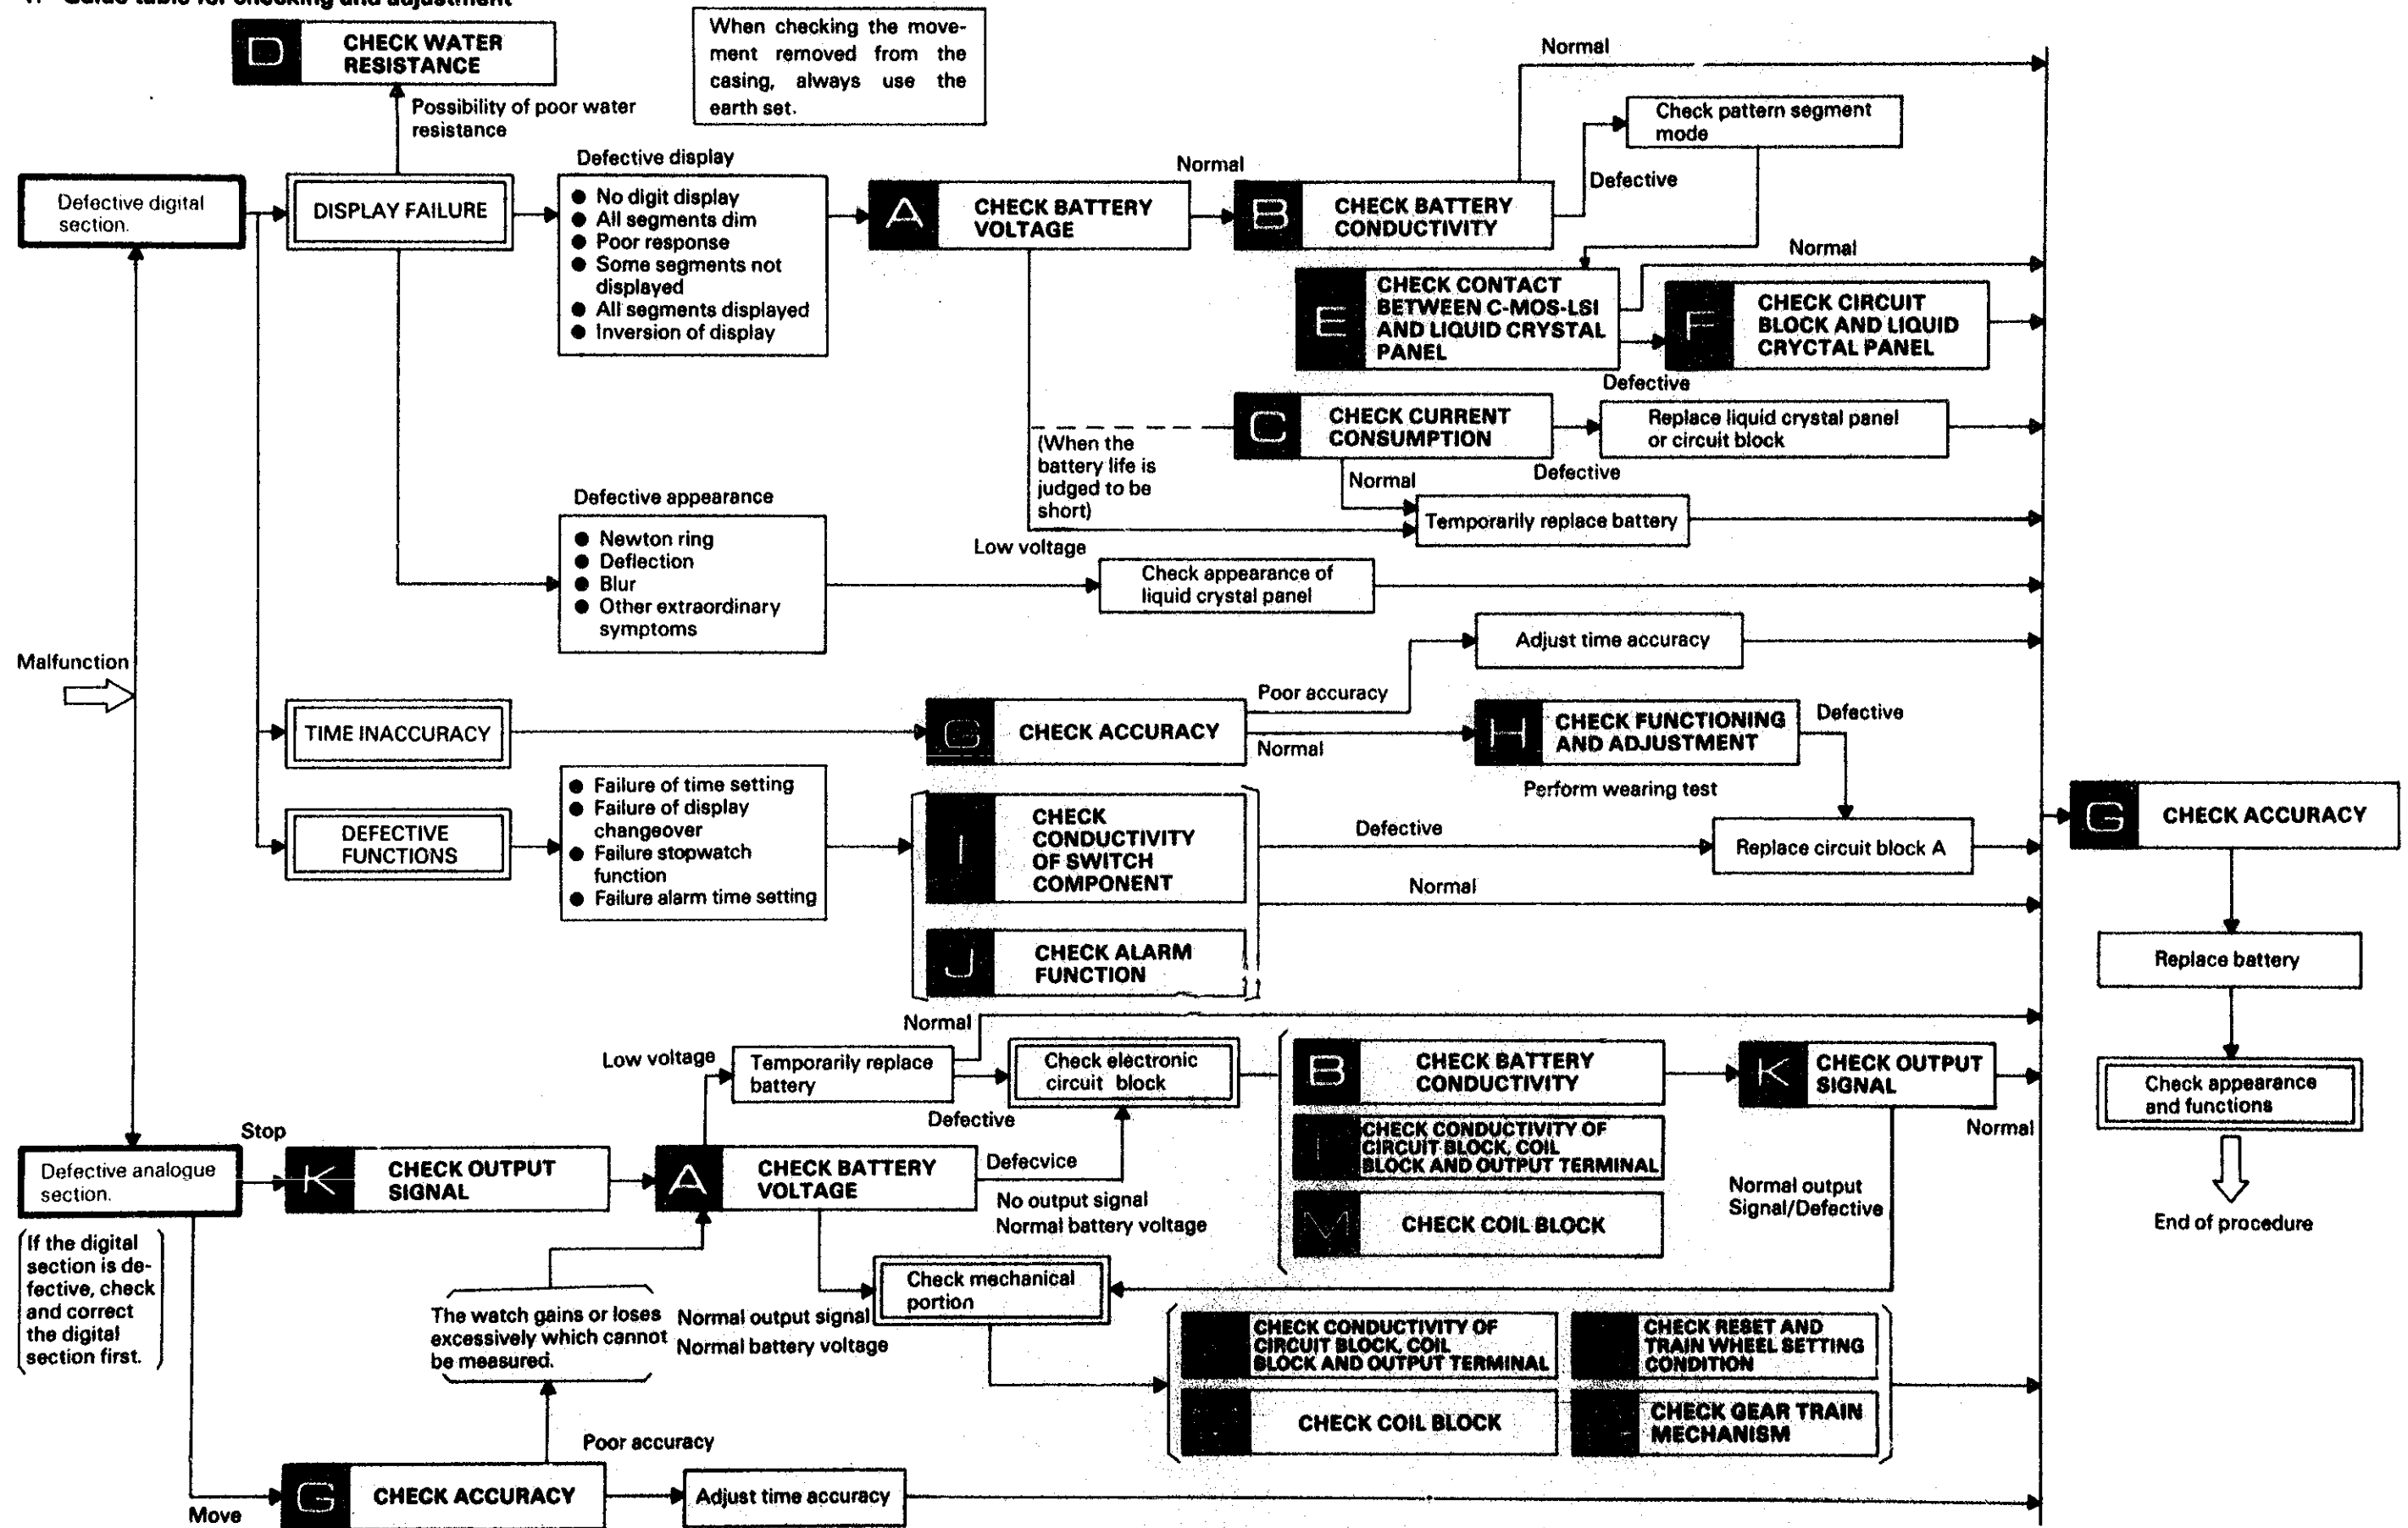 Guide table for checking and adjustment
D
CHECK WATER
RESISTANCE
When checking the move-
ment removed from the
casing, always use the
earth set.
Possibility of poor water
resistance
Defective digital
section.
DISPLAY FAILURE
Defective display
● No digit display
● All segments dim
● Poor response
● Some segments not
displayed
● All segments displayed
● Inversion of display
A
CHECK BATTERY
VOLTAGE
Normal
B
CHECK BATTERY
CONDUCTIVITY
Normal
Defective
Check pattern segment
mode
E
CHECK CONTACT
BETWEEN C-MOS-LSI
AND LIQUID CRYSTAL
PANEL
Normal
Defective
F
CHECK CIRCUIT
BLOCK AND LIQUID
CRYCTAL PANEL
(When the
battery life is
judged to be
short)
C
CHECK CURRENT
CONSUMPTION
Defective
Replace liquid crystal panel
or circuit block
Normal
Temporarily replace battery
Low voltage
Defective appearance
● Newton ring
● Deflection
● Blur
● Other extraordinary
symptoms
Check appearance of
liquid crystal panel
Malfunction
TIME INACCURACY
G
CHECK ACCURACY
Poor accuracy
Adjust time accuracy
Normal
H
CHECK FUNCTIONING
AND ADJUSTMENT
Defective
Perform wearing test
DEFECTIVE
FUNCTIONS
● Failure of time setting
● Failure of display
changeover
● Failure stopwatch
function
● Failure alarm time setting
I
CHECK
CONDUCTIVITY
OF SWITCH
COMPONENT
J
CHECK ALARM
FUNCTION
Defective
Replace circuit block A
Normal
G
CHECK ACCURACY
Replace battery
Check appearance
and functions
End of procedure
Defective analogue
section.
(If the digital
section is de-
fective, check
and correct
the digital
section first.)
Stop
K
CHECK OUTPUT
SIGNAL
A
CHECK BATTERY
VOLTAGE
Low voltage
Temporarily replace
battery
Normal
Defective
Check electronic
circuit block
Defecvice
No output signal
Normal battery voltage
B
CHECK BATTERY
CONDUCTIVITY
CHECK CONDUCTIVITY OF
CIRCUIT BLOCK, COIL
BLOCK AND OUTPUT TERMINAL
M
CHECK COIL BLOCK
K
CHECK OUTPUT
SIGNAL
Normal
Normal output
Signal/Defective
Check mechanical
portion
Normal output signal
Normal battery voltage
The watch gains or loses
excessively which cannot
be measured.
CHECK CONDUCTIVITY OF
CIRCUIT BLOCK, COIL
BLOCK AND OUTPUT TERMINAL
CHECK RESET AND
TRAIN WHEEL SETTING
CONDITION
CHECK COIL BLOCK
CHECK GEAR TRAIN
MECHANISM
Move
G
CHECK ACCURACY
Poor accuracy
Adjust time accuracy